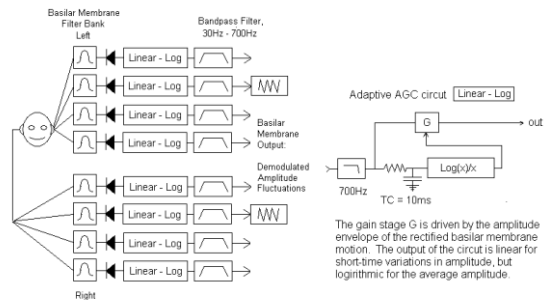 Basilar Membrane
Filter Bank
Left
Bandpass Filter,
30Hz - 700Hz
Linear - Log
Linear - Log
Linear - Log
Linear - Log
Basilar
Membrane
Output:
Demodulated
Amplitude
Fluctuations
Linear - Log
Linear - Log
Linear - Log
Linear - Log
Right
Adaptive AGC circut
Linear - Log
G
out
700Hz
Log(x)/x
TC = 10ms
The gain stage G is driven by the amplitude
envelope of the rectified basilar membrane
motion. The output of the circut is linear for
short-time variations in amplitude, but
logirithmic for the average amplitude.